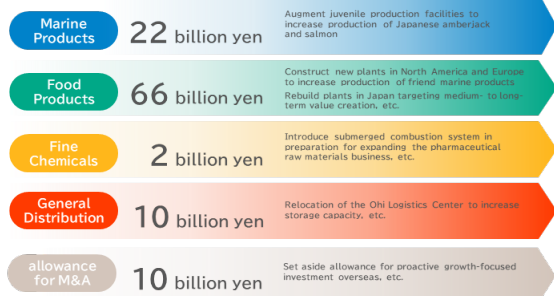 Marine
Products
22 billion yen
Augment juvenile production facilities to
increase production of Japanese amberjack
and salmon
Food
Products
66 billion yen
Construct new plants in North America and Europe
to increase production of friend marine products
Rebuild plants in Japan targeting medium- to long-
term value creation, etc.
Fine
Chemicals
2 billion yen
Introduce submerged combustion system in
preparation for expanding the pharmaceutical
raw materials business, etc.
General
Distribution
10 billion yen
Relocation of the Ohi Logistics Center to increase
storage capacity, etc.
allowance
for M&A
10 billion yen
Set aside allowance for proactive growth-focused
investment overseas, etc.